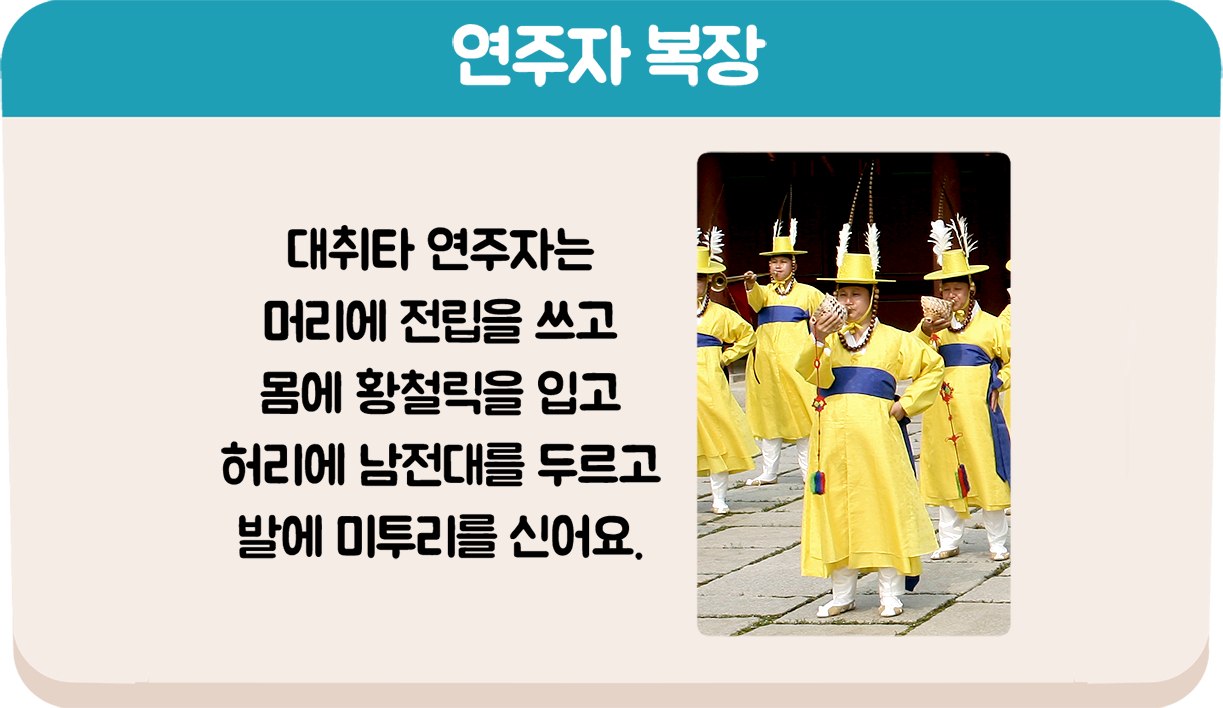 연주자 복장
대취타 연주자는
머리에 전립을 쓰고
몸에 황철릭을 입고
허리에 남전대를 두르고
발에 미투리를 신어요.